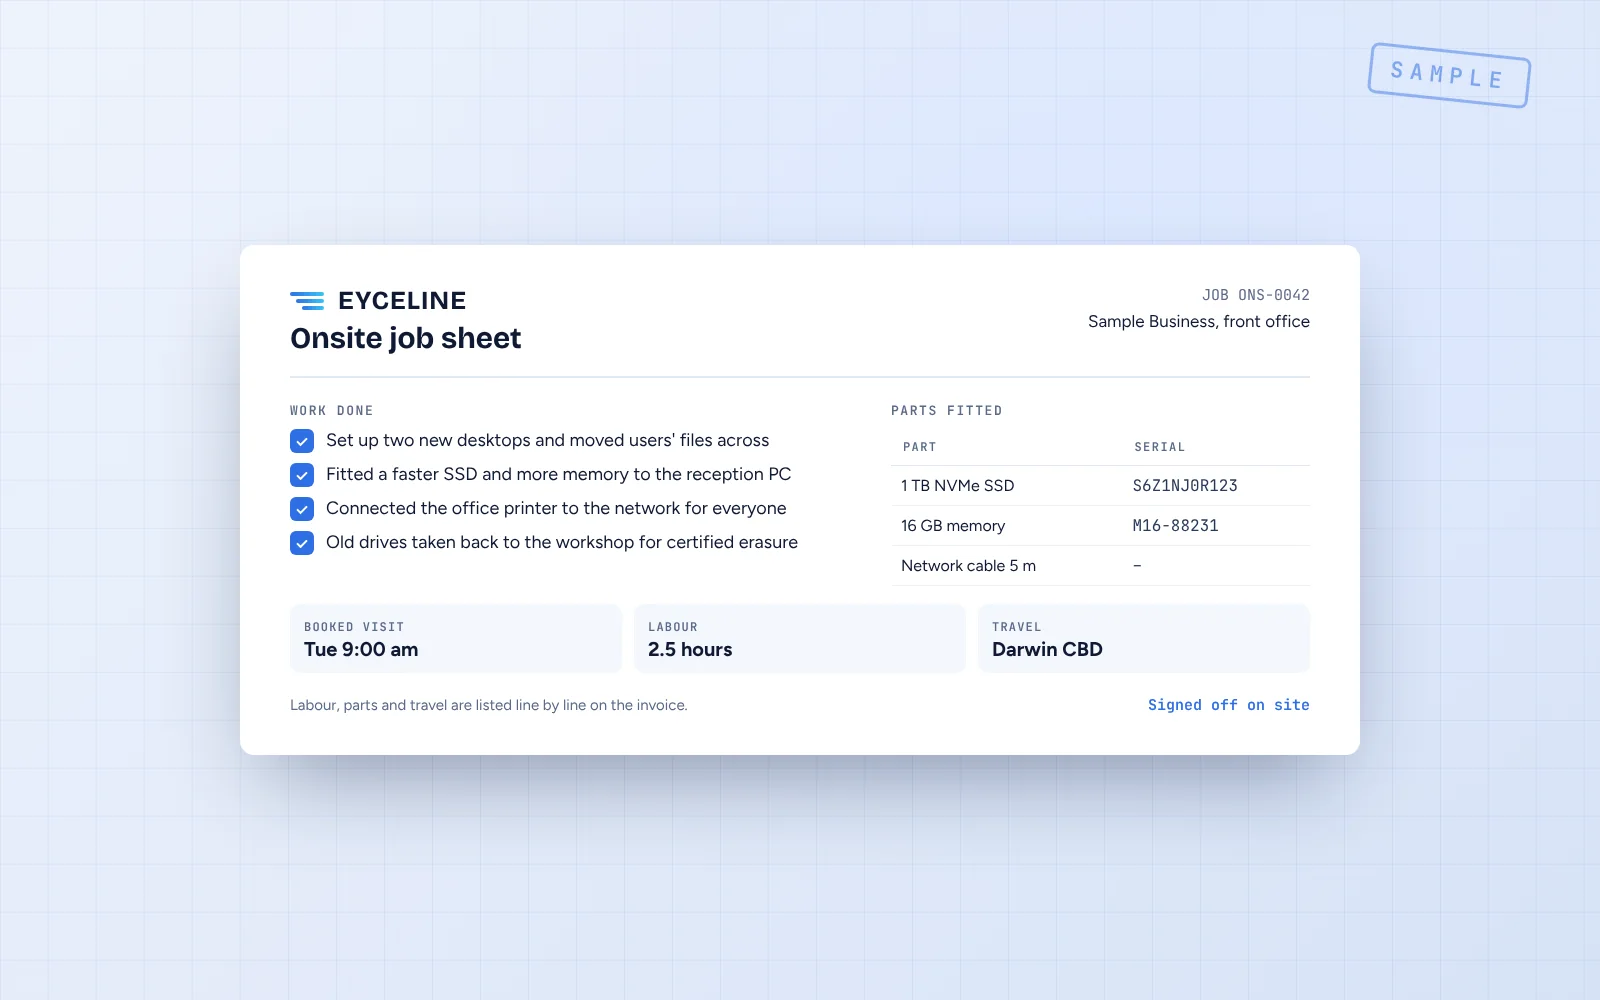 SAMPLE
EYCELINE
Onsite job sheet
JOB ONS-0042
Sample Business, front office
WORK DONE
Set up two new desktops and moved users' files across
Fitted a faster SSD and more memory to the reception PC
Connected the office printer to the network for everyone
Old drives taken back to the workshop for certified erasure
PARTS FITTED
PART SERIAL
1 TB NVMe SSD S6Z1NJ0R123
16 GB memory M16-88231
Network cable 5 m –
BOOKED VISIT
Tue 9:00 am
LABOUR
2.5 hours
TRAVEL
Darwin CBD
Labour, parts and travel are listed line by line on the invoice.
Signed off on site